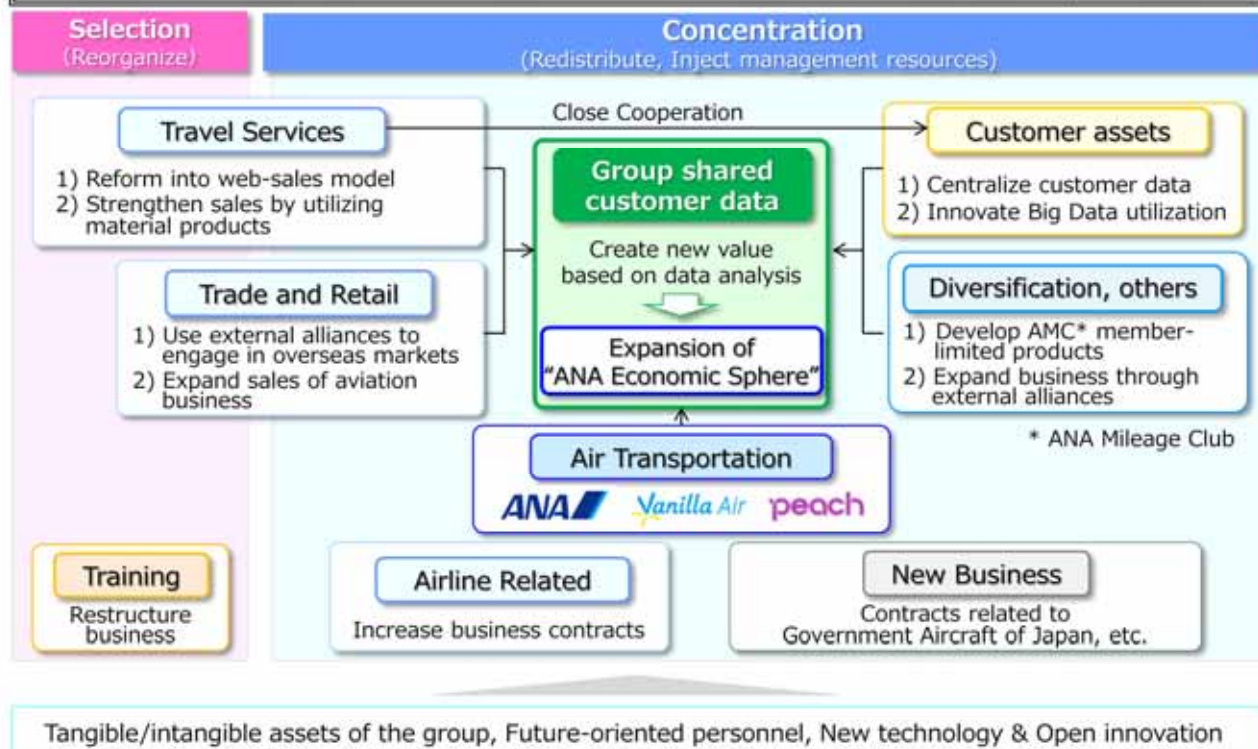 Selection
(Reorganize)
Concentration
(Redistribute, Inject management resources)
Travel Services
1) Reform into web-sales model
2) Strengthen sales by utilizing
material products
Trade and Retail
1) Use external alliances to
engage in overseas markets
2) Expand sales of aviation
business
Close Cooperation
Group shared
customer data
Create new value
based on data analysis
Expansion of
"ANA Economic Sphere"
Customer assets
1) Centralize customer data
2) Innovate Big Data utilization
Diversification, others
1) Develop AMC* member-
limited products
2) Expand business through
external alliances
* ANA Mileage Club
Air Transportation
ANA Vanilla Air peach
Training
Restructure
business
Airline Related
Increase business contracts
New Business
Contracts related to
Government Aircraft of Japan, etc.
Tangible/intangible assets of the group, Future-oriented personnel, New technology & Open innovation